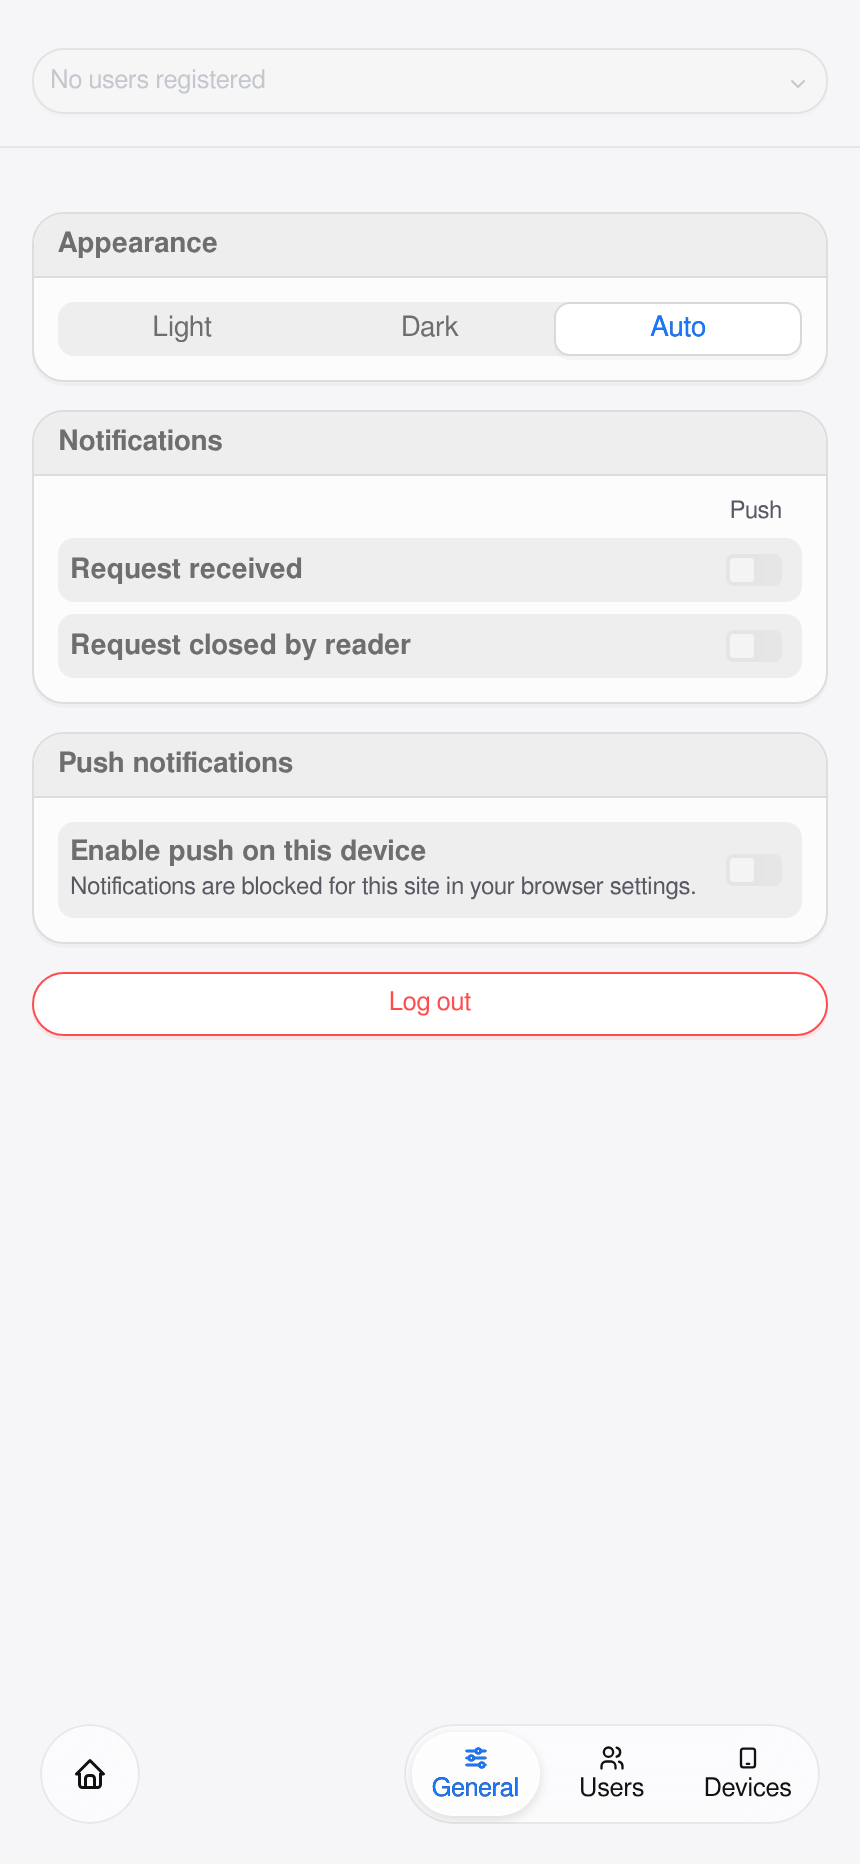 No users registered
Appearance
Light Dark Auto
Notifications
Push
Request received
Request closed by reader
Push notifications
Enable push on this device
Notifications are blocked for this site in your browser settings.
Log out
General Users Devices